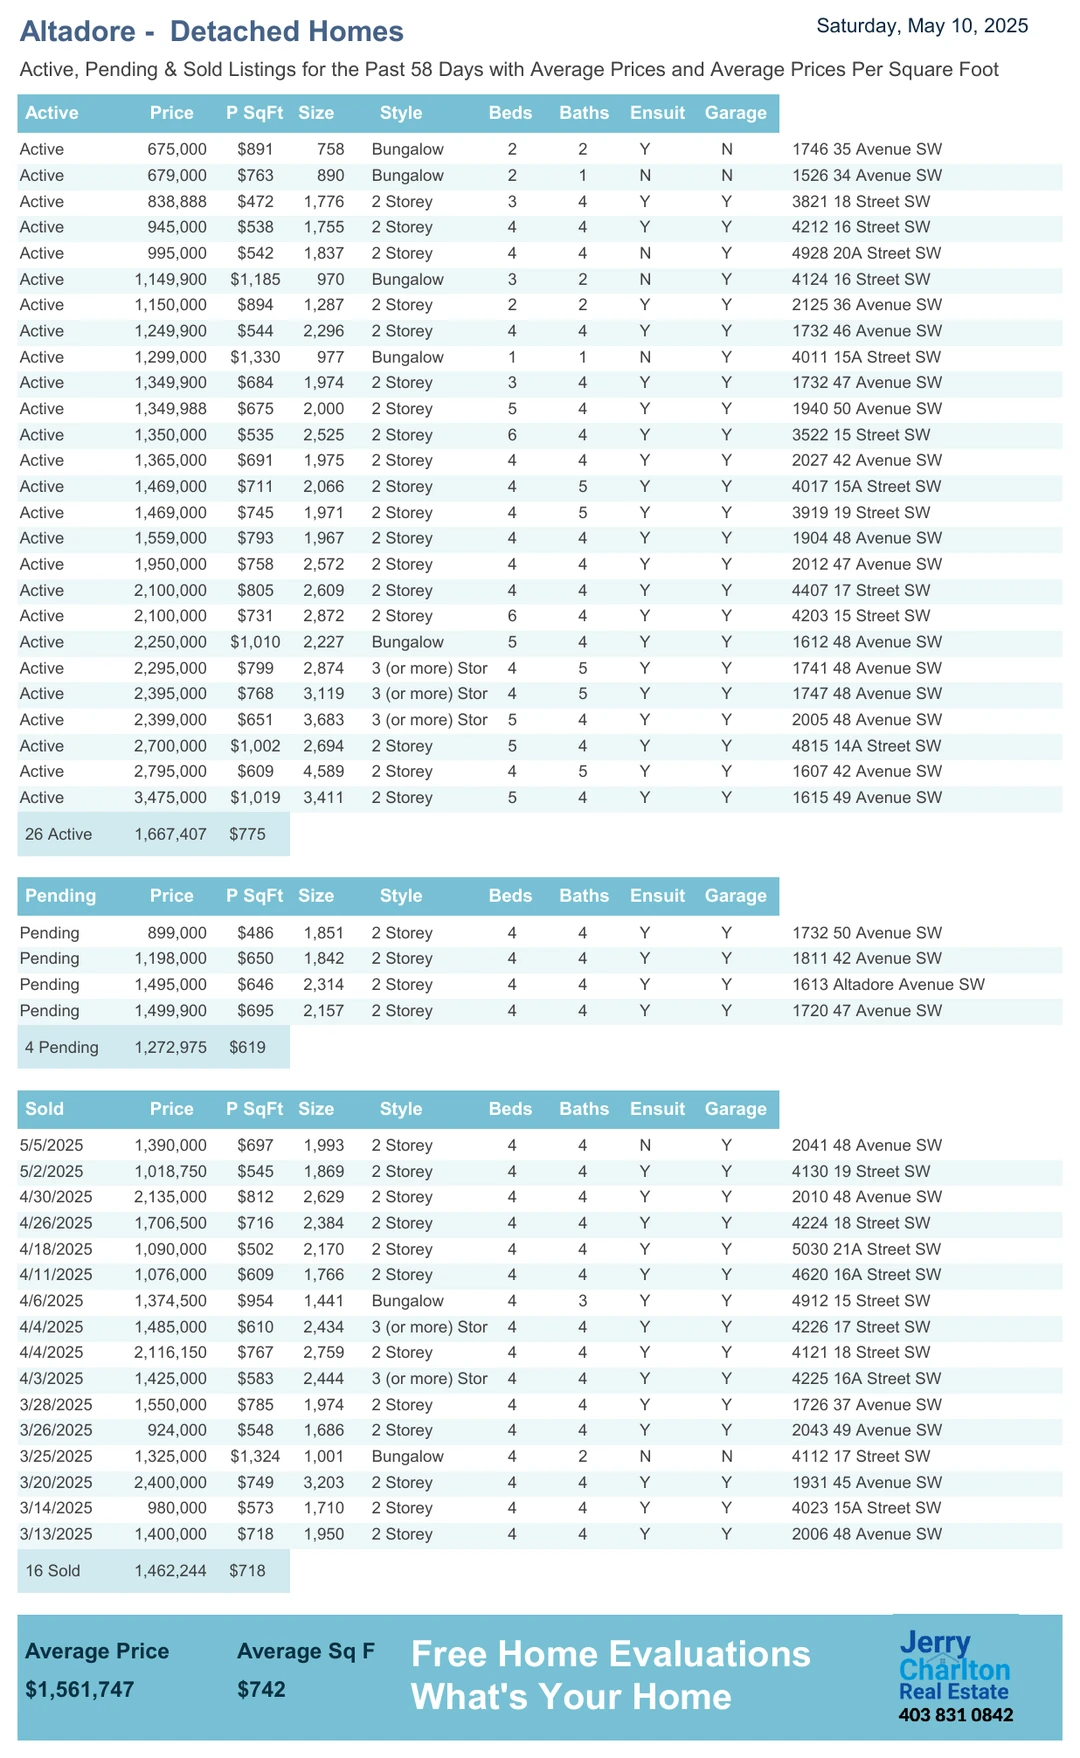 Altadore -  Detached Homes
Saturday, May 10, 2025
Active, Pending & Sold Listings for the Past 58 Days with Average Prices and Average Prices Per Square Foot
Active Price P SqFt Size Style Beds Baths Ensuit Garage
Active 675,000 $891 758 Bungalow 2 2 Y N 1746 35 Avenue SW
Active 679,000 $763 890 Bungalow 2 1 N N 1526 34 Avenue SW
Active 838,888 $472 1,776 2 Storey 3 4 Y Y 3821 18 Street SW
Active 945,000 $538 1,755 2 Storey 4 4 Y Y 4212 16 Street SW
Active 995,000 $542 1,837 2 Storey 4 4 N Y 4928 20A Street SW
Active 1,149,900 $1,185 970 Bungalow 3 2 N Y 4124 16 Street SW
Active 1,150,000 $894 1,287 2 Storey 2 2 Y Y 2125 36 Avenue SW
Active 1,249,900 $544 2,296 2 Storey 4 4 Y Y 1732 46 Avenue SW
Active 1,299,000 $1,330 977 Bungalow 1 1 N Y 4011 15A Street SW
Active 1,349,900 $684 1,974 2 Storey 3 4 Y Y 1732 47 Avenue SW
Active 1,349,988 $675 2,000 2 Storey 5 4 Y Y 1940 50 Avenue SW
Active 1,350,000 $535 2,525 2 Storey 6 4 Y Y 3522 15 Street SW
Active 1,365,000 $691 1,975 2 Storey 4 4 Y Y 2027 42 Avenue SW
Active 1,469,000 $711 2,066 2 Storey 4 5 Y Y 4017 15A Street SW
Active 1,469,000 $745 1,971 2 Storey 4 5 Y Y 3919 19 Street SW
Active 1,559,000 $793 1,967 2 Storey 4 4 Y Y 1904 48 Avenue SW
Active 1,950,000 $758 2,572 2 Storey 4 4 Y Y 2012 47 Avenue SW
Active 2,100,000 $805 2,609 2 Storey 4 4 Y Y 4407 17 Street SW
Active 2,100,000 $731 2,872 2 Storey 6 4 Y Y 4203 15 Street SW
Active 2,250,000 $1,010 2,227 Bungalow 5 4 Y Y 1612 48 Avenue SW
Active 2,295,000 $799 2,874 3 (or more) Stor 4 5 Y Y 1741 48 Avenue SW
Active 2,395,000 $768 3,119 3 (or more) Stor 4 5 Y Y 1747 48 Avenue SW
Active 2,399,000 $651 3,683 3 (or more) Stor 5 4 Y Y 2005 48 Avenue SW
Active 2,700,000 $1,002 2,694 2 Storey 5 4 Y Y 4815 14A Street SW
Active 2,795,000 $609 4,589 2 Storey 4 5 Y Y 1607 42 Avenue SW
Active 3,475,000 $1,019 3,411 2 Storey 5 4 Y Y 1615 49 Avenue SW
26 Active 1,667,407 $775
Pending Price P SqFt Size Style Beds Baths Ensuit Garage
Pending 899,000 $486 1,851 2 Storey 4 4 Y Y 1732 50 Avenue SW
Pending 1,198,000 $650 1,842 2 Storey 4 4 Y Y 1811 42 Avenue SW
Pending 1,495,000 $646 2,314 2 Storey 4 4 Y Y 1613 Altadore Avenue SW
Pending 1,499,900 $695 2,157 2 Storey 4 4 Y Y 1720 47 Avenue SW
4 Pending 1,272,975 $619
Sold Price P SqFt Size Style Beds Baths Ensuit Garage
5/5/2025 1,390,000 $697 1,993 2 Storey 4 4 N Y 2041 48 Avenue SW
5/2/2025 1,018,750 $545 1,869 2 Storey 4 4 Y Y 4130 19 Street SW
4/30/2025 2,135,000 $812 2,629 2 Storey 4 4 Y Y 2010 48 Avenue SW
4/26/2025 1,706,500 $716 2,384 2 Storey 4 4 Y Y 4224 18 Street SW
4/18/2025 1,090,000 $502 2,170 2 Storey 4 4 Y Y 5030 21A Street SW
4/11/2025 1,076,000 $609 1,766 2 Storey 4 4 Y Y 4620 16A Street SW
4/6/2025 1,374,500 $954 1,441 Bungalow 4 3 Y Y 4912 15 Street SW
4/4/2025 1,485,000 $610 2,434 3 (or more) Stor 4 4 Y Y 4226 17 Street SW
4/4/2025 2,116,150 $767 2,759 2 Storey 4 4 Y Y 4121 18 Street SW
4/3/2025 1,425,000 $583 2,444 3 (or more) Stor 4 4 Y Y 4225 16A Street SW
3/28/2025 1,550,000 $785 1,974 2 Storey 4 4 Y Y 1726 37 Avenue SW
3/26/2025 924,000 $548 1,686 2 Storey 4 4 Y Y 2043 49 Avenue SW
3/25/2025 1,325,000 $1,324 1,001 Bungalow 4 2 N N 4112 17 Street SW
3/20/2025 2,400,000 $749 3,203 2 Storey 4 4 Y Y 1931 45 Avenue SW
3/14/2025 980,000 $573 1,710 2 Storey 4 4 Y Y 4023 15A Street SW
3/13/2025 1,400,000 $718 1,950 2 Storey 4 4 Y Y 2006 48 Avenue SW
16 Sold 1,462,244 $718
Average Price Average Sq F
$1,561,747 $742
Free Home Evaluations
What's Your Home
Jerry
Charlton
Real Estate
403 831 0842